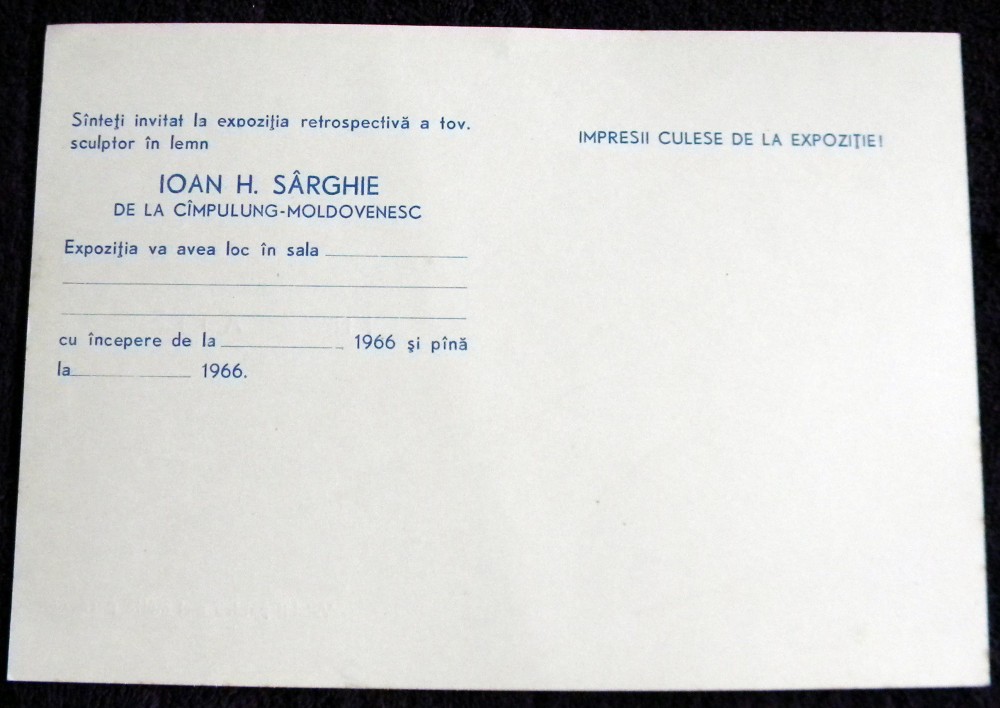 Sînteţi invitat la expoziţia retrospectivă a tov.
sculptor în lemn
IOAN H. SÂRGHIE
DE LA CÎMPULUNG-MOLDOVENESC
Expoziţia va avea loc în sala
cu începere de la 1966 şi pînă
la 1966.
IMPRESII CULESE DE LA EXPOZIŢIE!